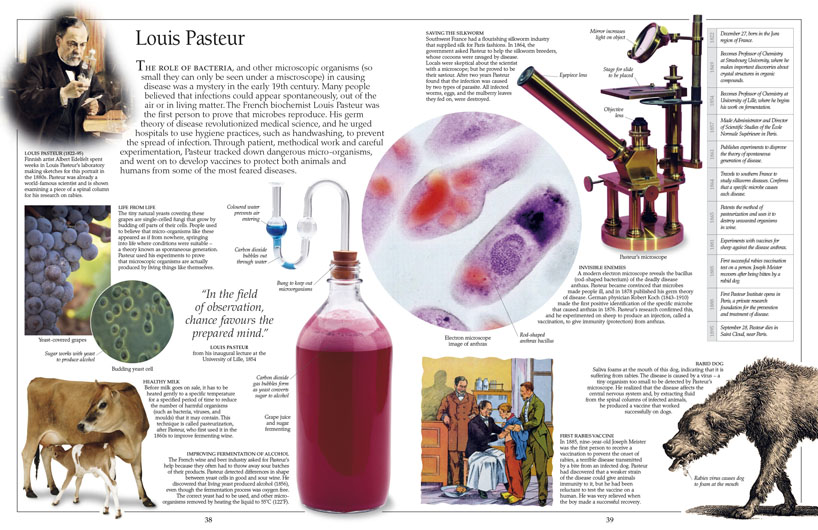 Louis Pasteur
THE ROLE OF BACTERIA, and other microscopic organisms (so
small they can only be seen under a miscroscope) in causing
disease was a mystery in the early 19th century. Many people
believed that infections could appear spontaneously, out of the
air or in living matter. The French biochemist Louis Pasteur was
the first person to prove that microbes reproduce. His germ
theory of disease revolutionized medical science, and he urged
hospitals to use hygiene practices, such as handwashing, to prevent
the spread of infection. Through patient, methodical work and careful
experimentation, Pasteur tracked down dangerous micro-organisms,
and went on to develop vaccines to protect both animals and
humans from some of the most feared diseases.
LOUIS PASTEUR (1822–95)
Finnish artist Albert Edelfelt spent
weeks in Louis Pasteur's laboratory
making sketches for this portrait in
the 1880s. Pasteur was already a
world-famous scientist and is shown
examining a piece of a spinal column
for his research on rabies.
LIFE FROM LIFE
The tiny natural yeasts covering these
grapes are single-celled fungi that grow by
budding off parts of their cells. People used
to believe that micro-organisms like these
appeared as if from nowhere, springing
into life where conditions were suitable –
a theory known as spontaneous generation.
Pasteur used his experiments to prove
that microscopic organisms are actually
produced by living things like themselves.
Coloured water
prevents air
entering
Carbon dioxide
bubbles out
through water
Bung to keep out
microorganisms
"In the field
of observation,
chance favours the
prepared mind."
LOUIS PASTEUR
from his inaugural lecture at the
University of Lille, 1854
Yeast-covered grapes
Sugar works with yeast
to produce alcohol
Budding yeast cell
Carbon dioxide
gas bubbles form
as yeast converts
sugar to alcohol
Grape juice
and sugar
fermenting
HEALTHY MILK
Before milk goes on sale, it has to be
heated gently to a specific temperature
for a specified period of time to reduce
the number of harmful organisms
(such as bacteria, viruses, and
moulds) that it may contain. This
technique is called pasteurization,
after Pasteur, who first used it in the
1860s to improve fermenting wine.
IMPROVING FERMENTATION OF ALCOHOL
The French wine and beer industry asked for Pasteur's
help because they often had to throw away sour batches
of their products. Pasteur detected differences in shape
between yeast cells in good and sour wine. He
discovered that living yeast produced alcohol (1856),
even though the fermentation process was oxygen free.
The correct yeast had to be used, and other micro-
organisms removed by heating the liquid to 55°C (122°F).
38
SAVING THE SILKWORM
Southwest France had a flourishing silkworm industry
that supplied silk for Paris fashions. In 1864, the
government asked Pasteur to help the silkworm breeders,
whose cocoons were ravaged by disease.
Locals were skeptical about the scientist
with a microscope, but he proved to be
their saviour. After two years Pasteur
found that the infection was caused
by two types of parasite. All infected
worms, eggs, and the mulberry leaves
they fed on, were destroyed.
Mirror increases
light on object
Eyepiece lens
Stage for slide
to be placed
Objective
lens
Pasteur's microscope
INVISIBLE ENEMIES
A modern electron microscope reveals the bacillus
(rod-shaped bacterium) of the deadly disease
anthrax. Pasteur became convinced that microbes
made people ill, and in 1878 published his germ theory
of disease. German physician Robert Koch (1843–1910)
made the first positive identification of the specific microbe
that caused anthrax in 1876. Pasteur's research confirmed this,
and he experimented on sheep to produce an injection, called a
vaccination, to give immunity (protection) from anthrax.
Electron microscope
image of anthrax
Rod-shaped
anthrax bacillus
FIRST RABIES VACCINE
In 1885, nine-year-old Joseph Meister
was the first person to receive a
vaccination to prevent the onset of
rabies, a terrible disease transmitted
by a bite from an infected dog. Pasteur
had discovered that a weaker strain
of the disease could give animals
immunity to it, but he had been
reluctant to test the vaccine on a
human. He was very relieved when
the boy made a successful recovery.
RABID DOG
Saliva foams at the mouth of this dog, indicating that it is
suffering from rabies. The disease is caused by a virus – a
tiny organism too small to be detected by Pasteur's
microscope. He realized that the disease affects the
central nervous system and, by extracting fluid
from the spinal columns of infected animals,
he produced a vaccine that worked
successfully on dogs.
Rabies virus causes dog
to foam at the mouth
1822
December 27, born in the Jura
region of France.
Becomes Professor of Chemistry
at Strasbourg University, where he
makes important discoveries about
crystal structures in organic
compounds.
1854
Becomes Professor of Chemistry at
University of Lille, where he begins
his work on fermentation.
1857
Made Administrator and Director
of Scientific Studies of the École
Normale Supérieure in Paris.
Publishes experiments to disprove
the theory of spontaneous
generation of disease.
1864
Travels to southern France to
study silkworm diseases. Confirms
that a specific microbe causes
each disease.
1865
Patents the method of
pasteurization and uses it to
destroy unwanted organisms
in wine.
1881
Experiments with vaccines for
sheep against the disease anthrax.
1885
First successful rabies vaccination
test on a person. Joseph Meister
recovers after being bitten by a
rabid dog.
1888
First Pasteur Institute opens in
Paris, a private research
foundation for the prevention
and treatment of disease.
1895
September 28, Pasteur dies in
Saint Cloud, near Paris.
39